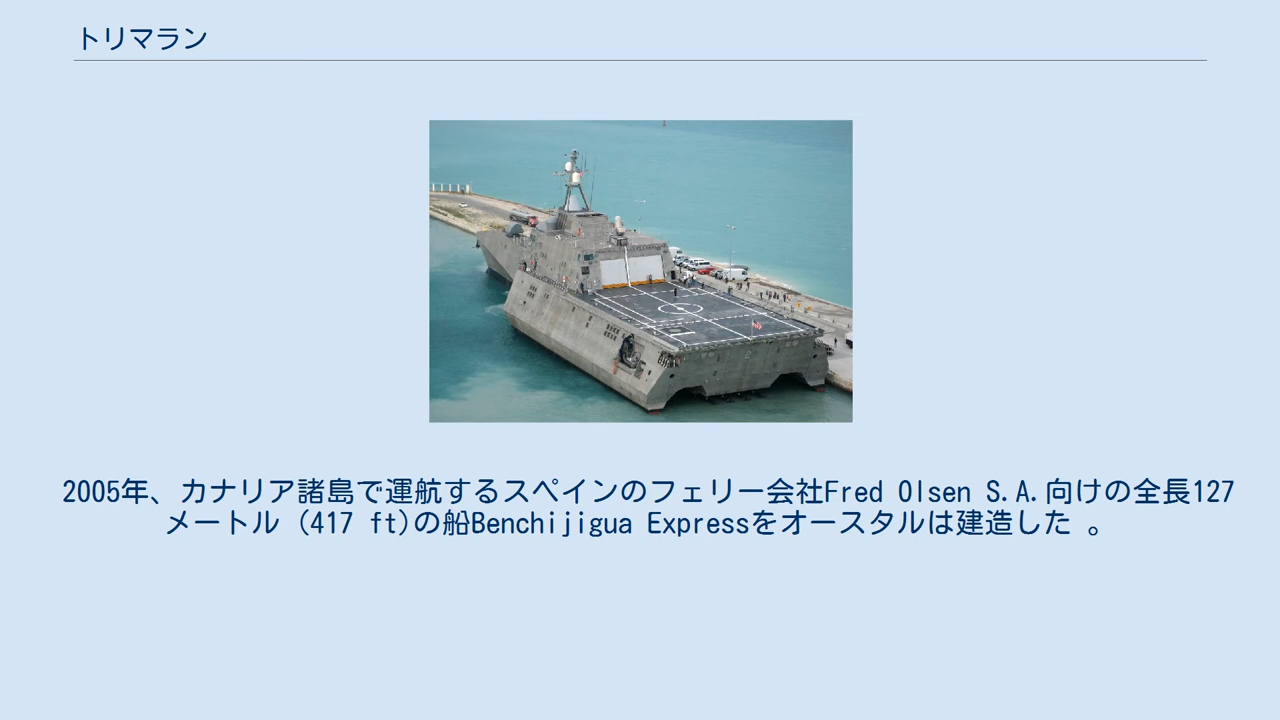 トリマラン
2005年、カナリア諸島で運航するスペインのフェリー会社Fred Olsen S.A.向けの全長127
メートル (417 ft)の船Benchijigua Expressをオースタルは建造した 。